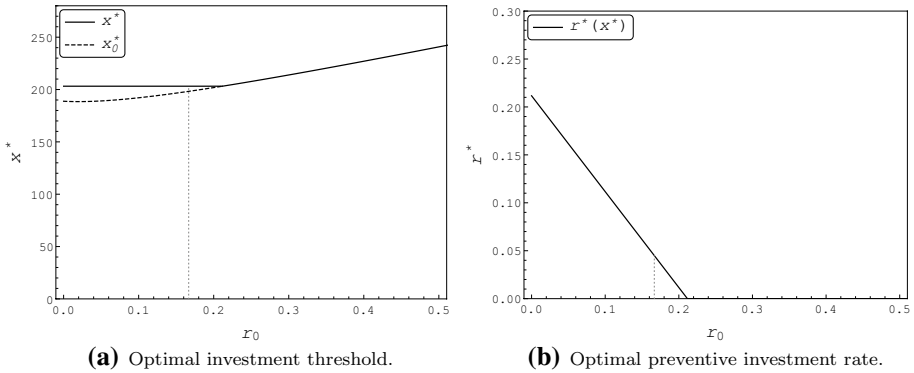 x*
x₀*
250
200
150
100
50
0
x*
0.0 0.1 0.2 0.3 0.4 0.5
r₀
(a) Optimal investment threshold.
r*(x*)
0.30
0.25
0.20
0.15
0.10
0.05
0.00
r*
0.0 0.1 0.2 0.3 0.4 0.5
r₀
(b) Optimal preventive investment rate.